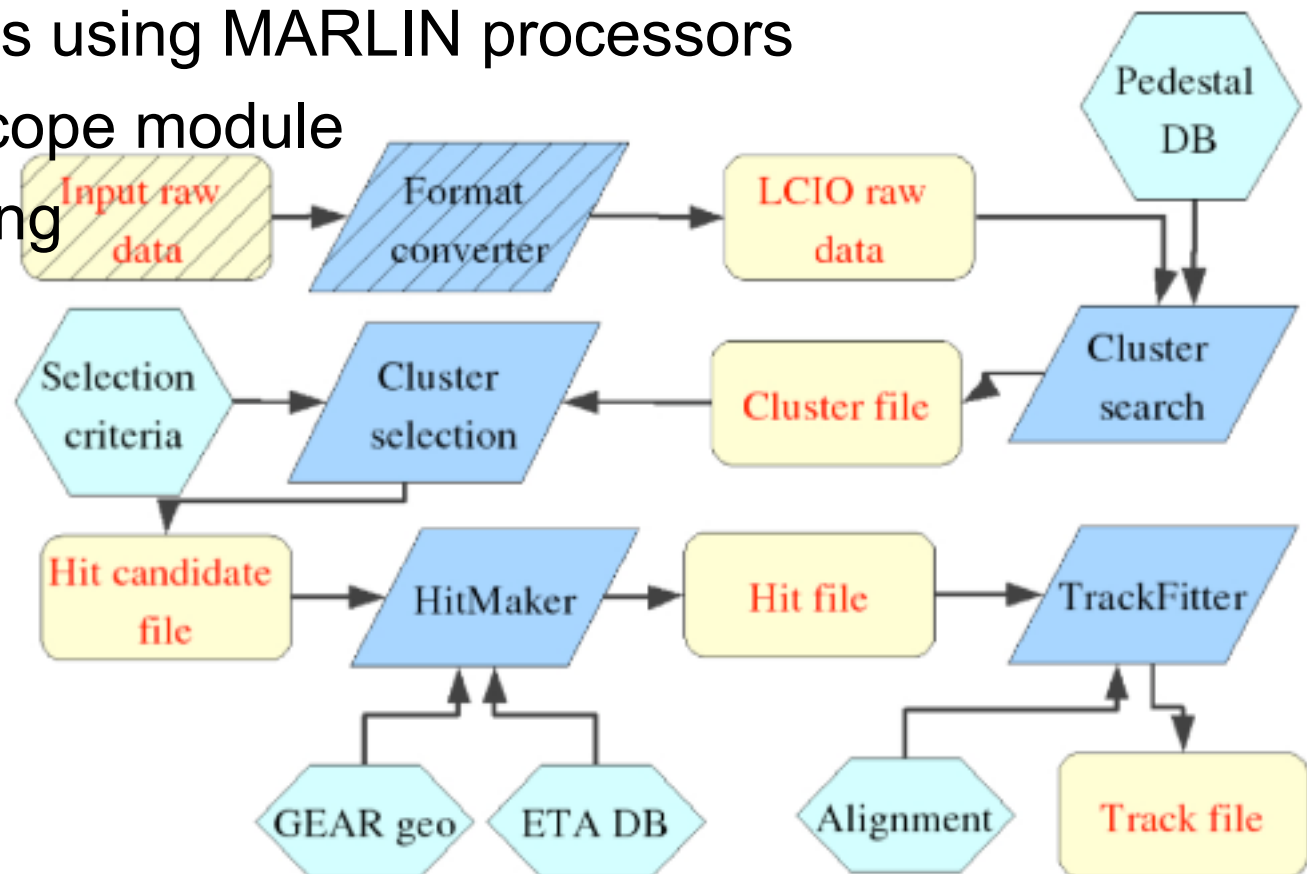 s using MARLIN processors
cope module
ng
Pedestal
DB
Input raw
data
Format
converter
LCIO raw
data
Selection
criteria
Cluster
selection
Cluster file
Cluster
search
Hit candidate
file
HitMaker
Hit file
TrackFitter
GEAR geo
ETA DB
Alignment
Track file